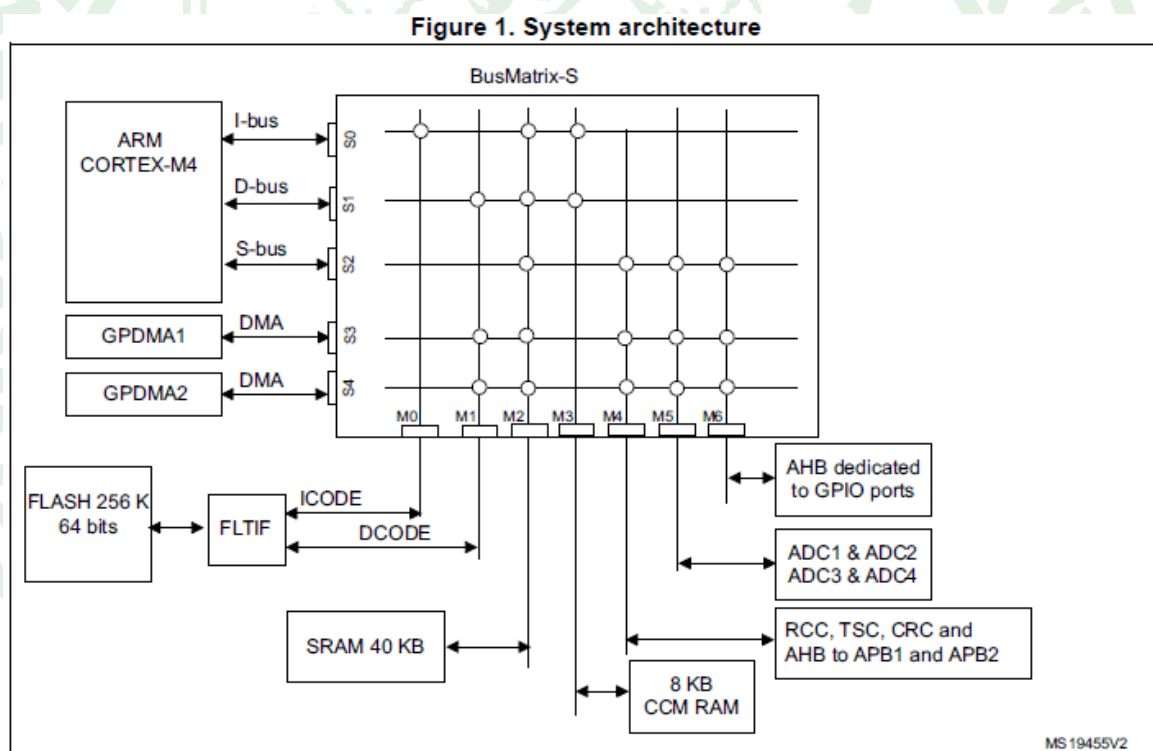 Figure 1. System architecture
BusMatrix-S
ARM
CORTEX-M4
I-bus
S0
D-bus
S1
S-bus
S2
GPDMA1
DMA
S3
GPDMA2
DMA
S4
M0
M1
M2
M3
M4
M5
M6
AHB dedicated
to GPIO ports
FLASH 256 K
64 bits
FLTIF
ICODE
DCODE
ADC1 & ADC2
ADC3 & ADC4
SRAM 40 KB
RCC, TSC, CRC and
AHB to APB1 and APB2
8 KB
CCM RAM
MS19455V2